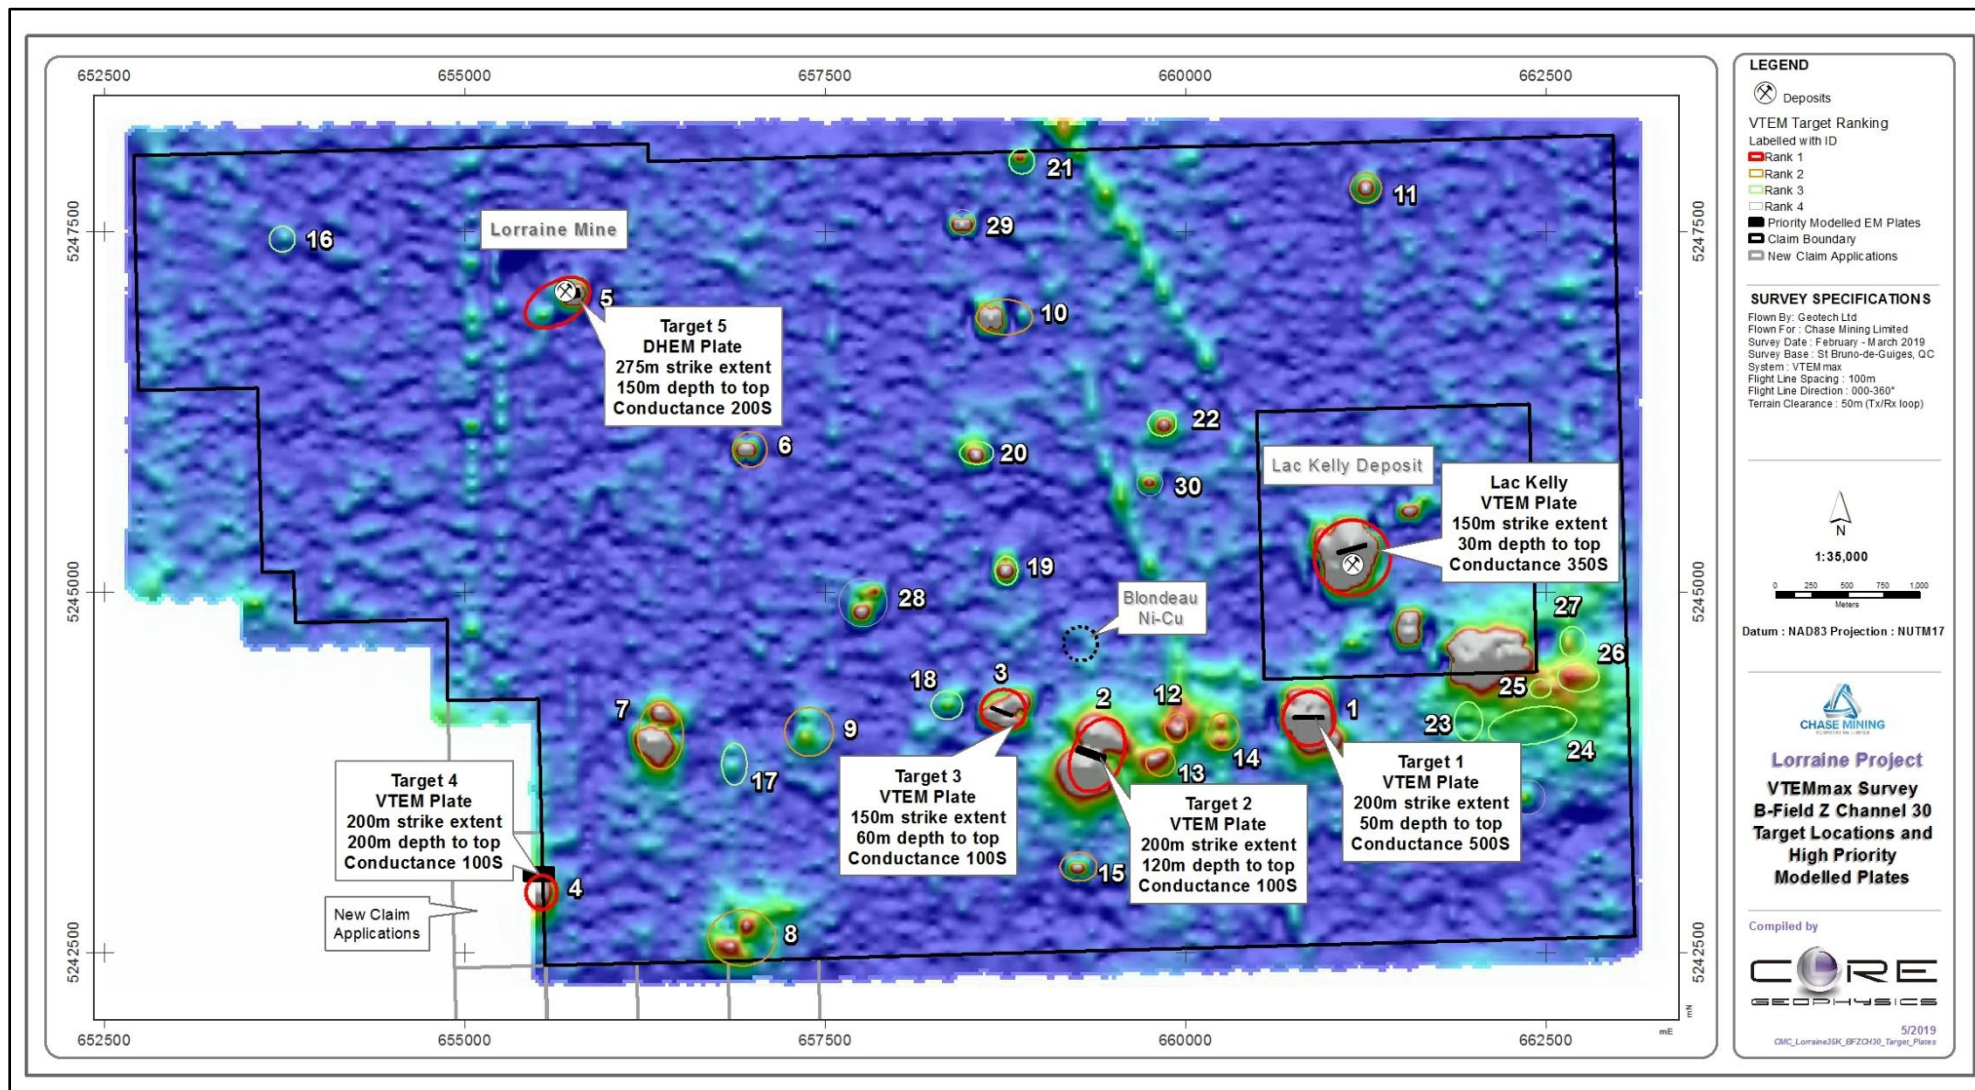 652500
655000
657500
660000
662500
5247500
5245000
5242500
5247500
5245000
5242500
652500
655000
657500
660000
662500
mE
mN
21
11
29
16
Lorraine Mine
5
Target 5
DHEM Plate
275m strike extent
150m depth to top
Conductance 200S
10
6
20
22
30
Lac Kelly Deposit
Lac Kelly
VTEM Plate
150m strike extent
30m depth to top
Conductance 350S
19
28
Blondeau
Ni-Cu
27
26
25
23
24
18
3
2
12
1
7
9
17
13
14
15
Target 4
VTEM Plate
200m strike extent
200m depth to top
Conductance 100S
Target 3
VTEM Plate
150m strike extent
60m depth to top
Conductance 100S
Target 2
VTEM Plate
200m strike extent
120m depth to top
Conductance 100S
Target 1
VTEM Plate
200m strike extent
50m depth to top
Conductance 500S
4
8
New Claim
Applications
LEGEND
Deposits
VTEM Target Ranking
Labelled with ID
Rank 1
Rank 2
Rank 3
Rank 4
Priority Modelled EM Plates
Claim Boundary
New Claim Applications
SURVEY SPECIFICATIONS
Flown By: Geotech Ltd
Flown For : Chase Mining Limited
Survey Date : February - March 2019
Survey Base : St Bruno-de-Guiges, QC
System : VTEMmax
Flight Line Spacing : 100m
Flight Line Direction : 000-360°
Terrain Clearance : 50m (Tx/Rx loop)
N
1:35,000
0 250 500 750 1,000
Meters
Datum : NAD83 Projection : NUTM17
CHASE MINING
CORPORATION LIMITED
Lorraine Project
VTEMmax Survey
B-Field Z Channel 30
Target Locations and
High Priority
Modelled Plates
Compiled by
CORE
GEOPHYSICS
5/2019
CMC_Lorraine35K_BFZCH30_Target_Plates